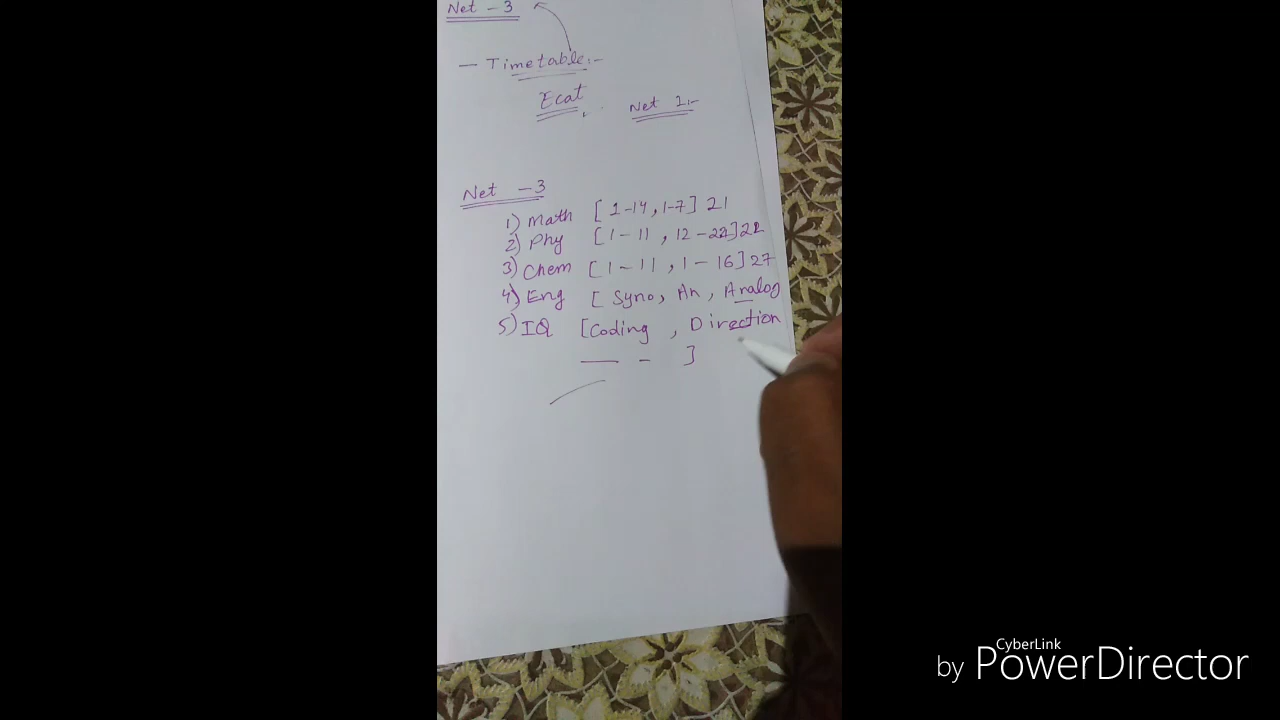 Net - 3
- Timetable:-
Ecat
Net 1:-
Net - 3
1) Math [ 1-14, 1-7] 21
2) Phy [1 - 11, 12 - 22] 22
3) Chem [1 - 11, 1 - 16] 27
4) Eng [ Syno, An, Analog
5) IQ [Coding, Direction
— - ]
CyberLink
by PowerDirector